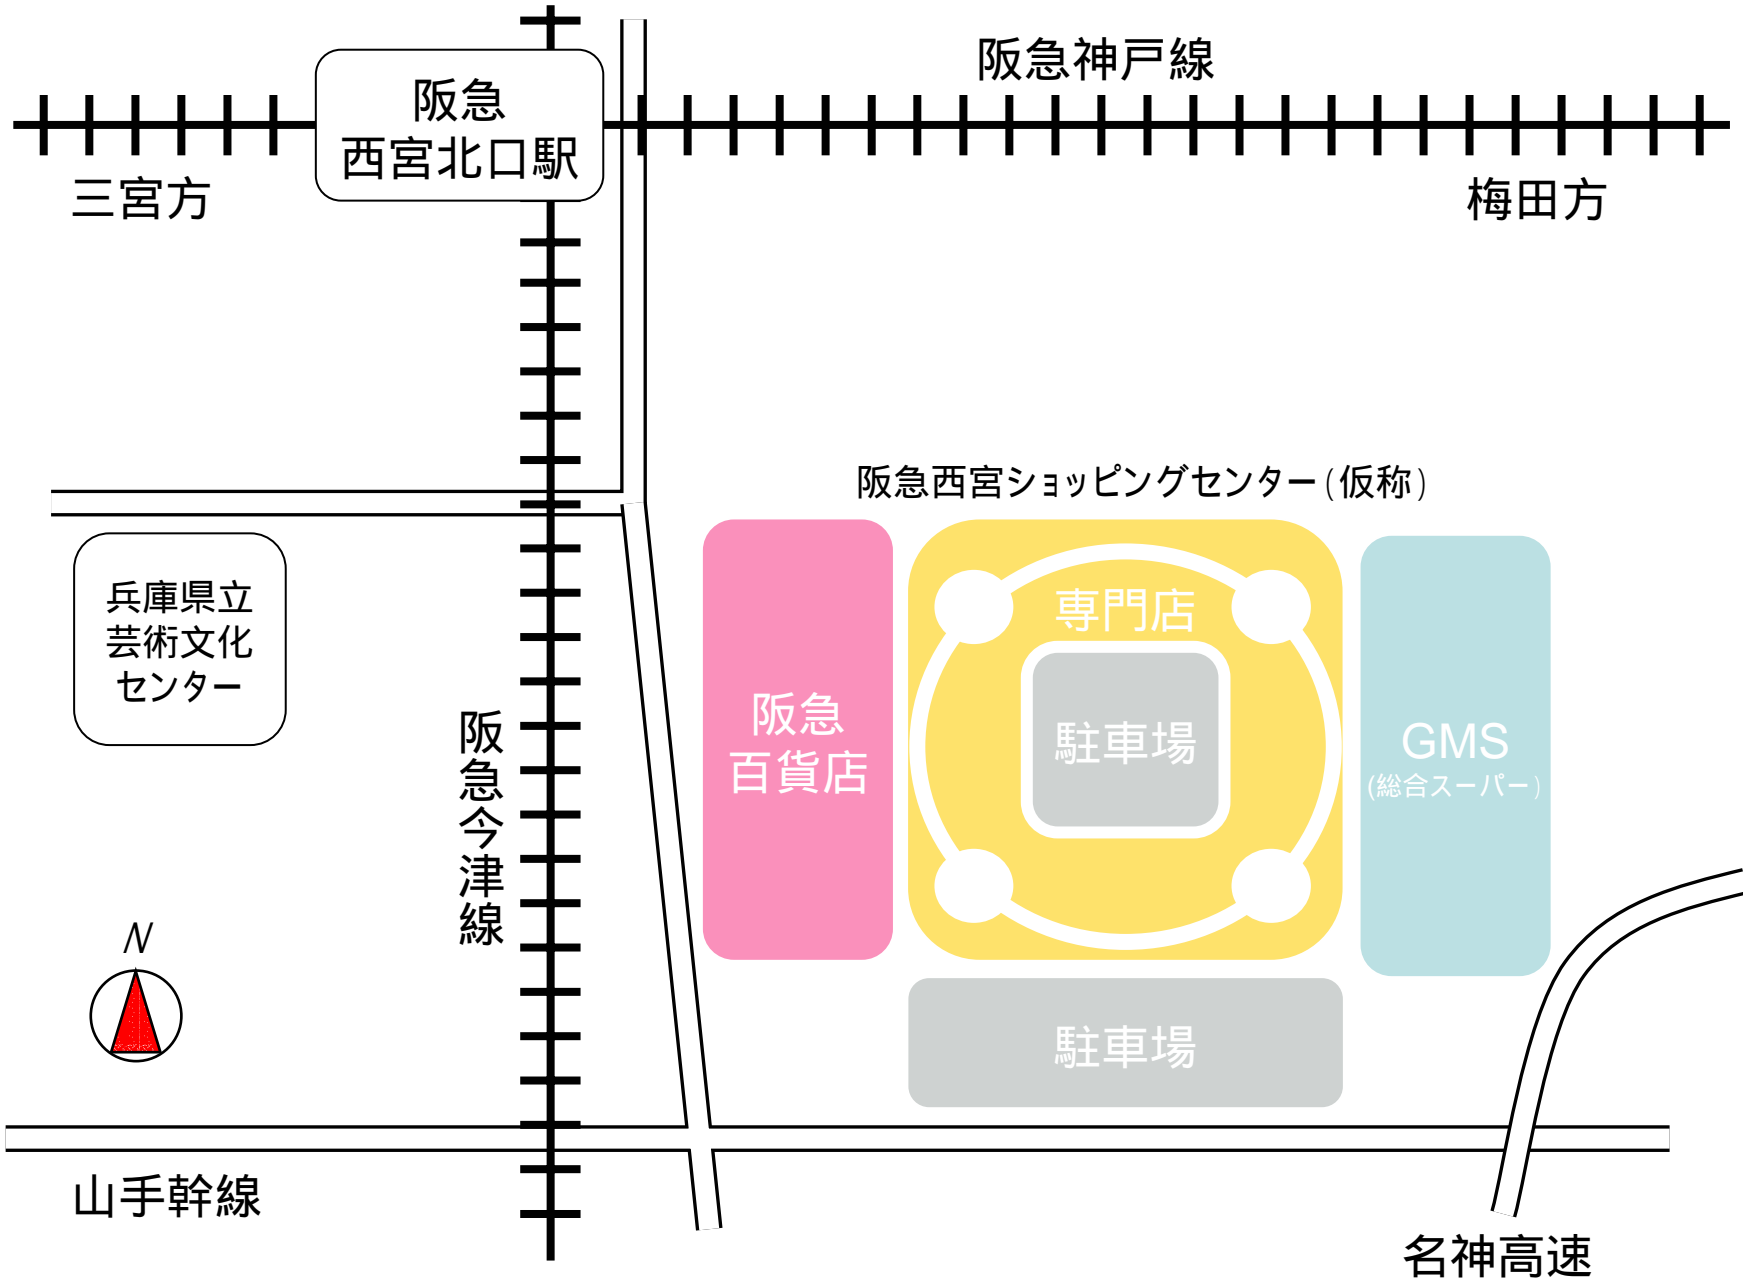 阪急神戸線
阪急
西宮北口駅
三宮方
梅田方
阪急西宮ショッピングセンター(仮称)
兵庫県立
芸術文化
センター
専門店
阪急
百貨店
駐車場
GMS
(総合スーパー)
阪急今津線
N
駐車場
山手幹線
名神高速